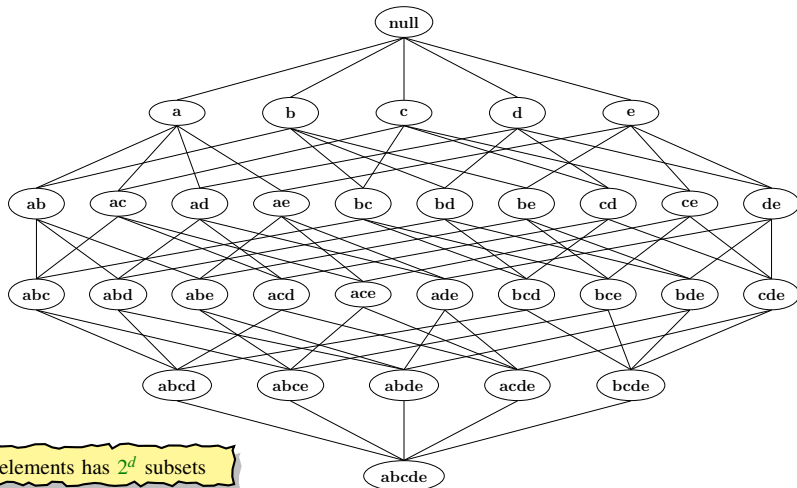 null
a b c d e
ab ac ad ae bc bd be cd ce de
abc abd abe acd ace ade bcd bce bde cde
abcd abce abde acde bcde
elements has 2^d subsets
abcde